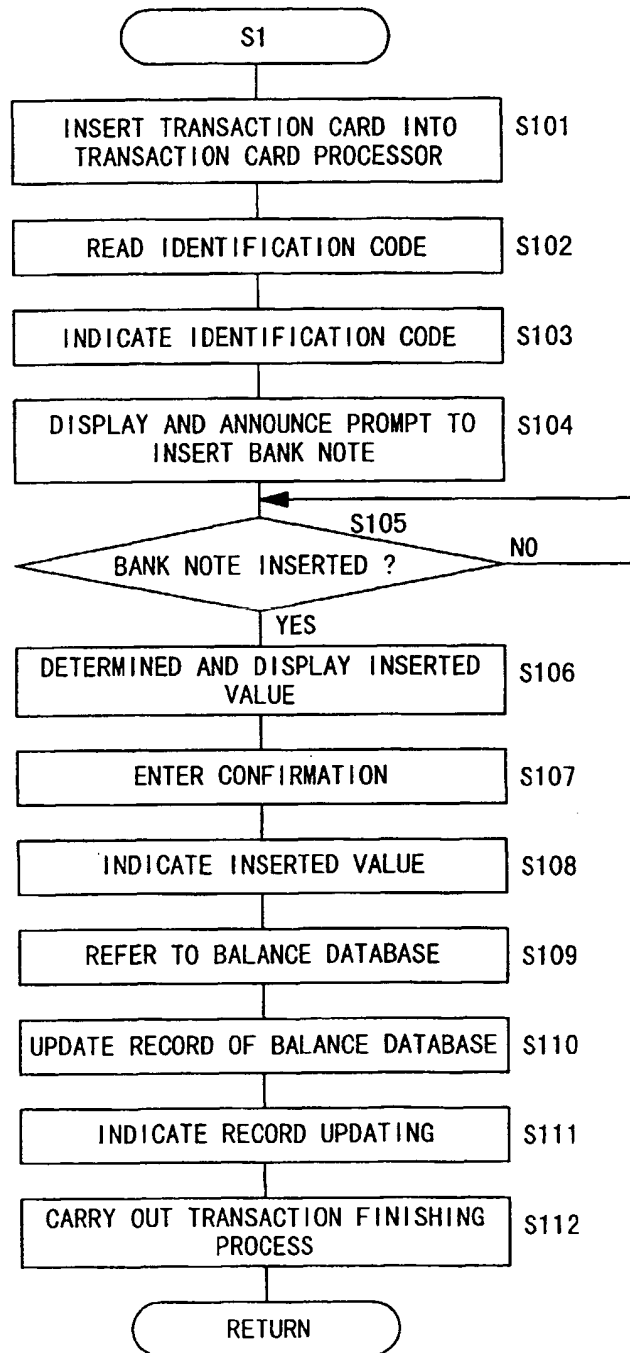 S1
INSERT TRANSACTION CARD INTO
TRANSACTION CARD PROCESSOR
S101
READ IDENTIFICATION CODE
S102
INDICATE IDENTIFICATION CODE
S103
DISPLAY AND ANNOUNCE PROMPT TO
INSERT BANK NOTE
S104
S105
BANK NOTE INSERTED ?
NO
YES
DETERMINED AND DISPLAY INSERTED
VALUE
S106
ENTER CONFIRMATION
S107
INDICATE INSERTED VALUE
S108
REFER TO BALANCE DATABASE
S109
UPDATE RECORD OF BALANCE DATABASE
S110
INDICATE RECORD UPDATING
S111
CARRY OUT TRANSACTION FINISHING
PROCESS
S112
RETURN